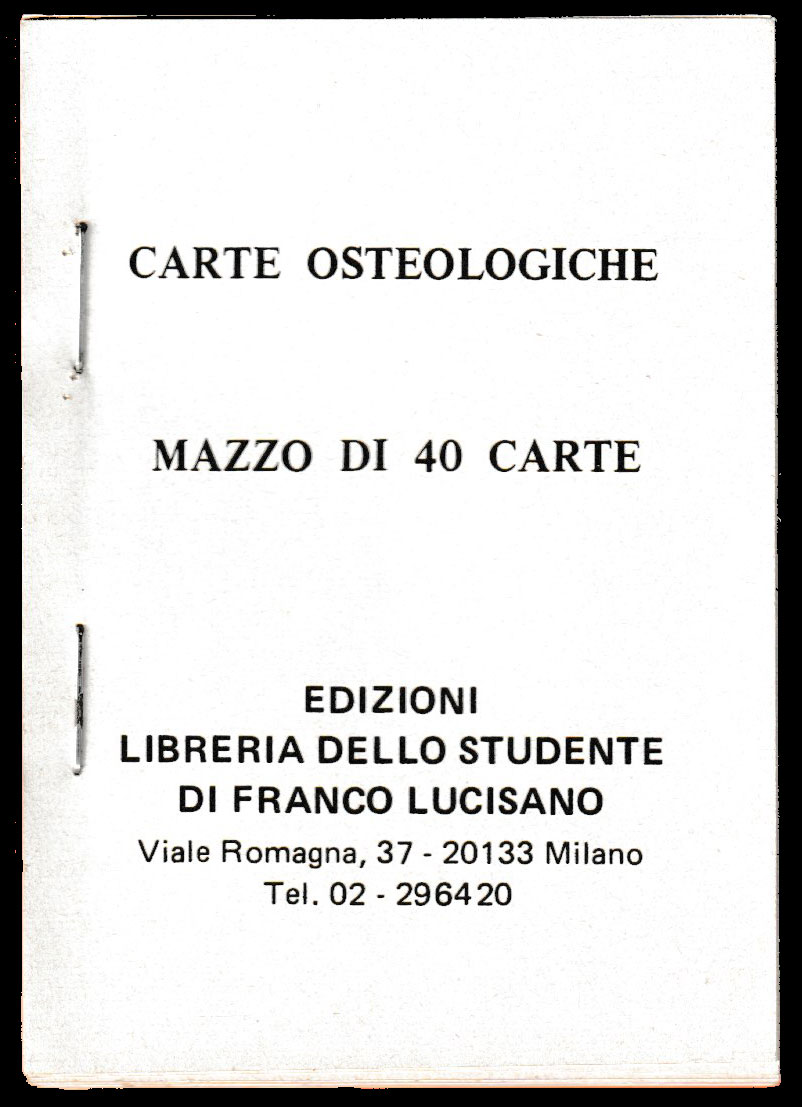 CARTE OSTEOLOGICHE
MAZZO DI 40 CARTE
EDIZIONI
LIBRERIA DELLO STUDENTE
DI FRANCO LUCISANO
Viale Romagna, 37 - 20133 Milano
Tel. 02 - 296420